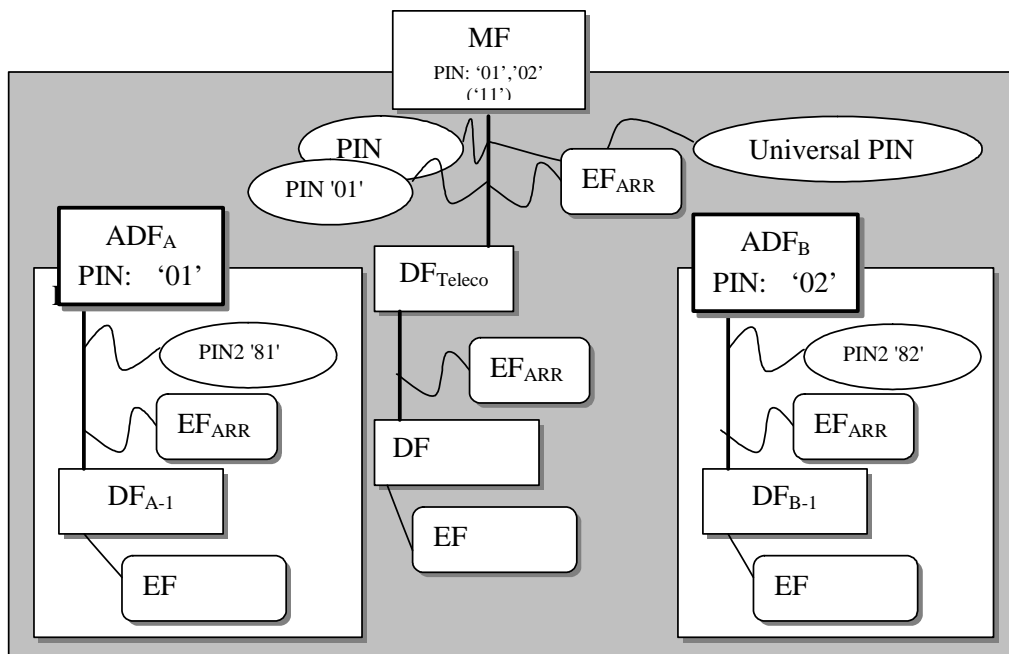 MF
PIN: ‘01’,’02’
(‘11’)
PIN
Universal PIN
PIN '01'
EFARR
ADFA
PIN: ‘01’
DFTeleco
ADFB
PIN: ‘02’
PIN2 '81'
EFARR
PIN2 '82'
EFARR
DF
EFARR
DFA-1
DFB-1
EF
EF
EF